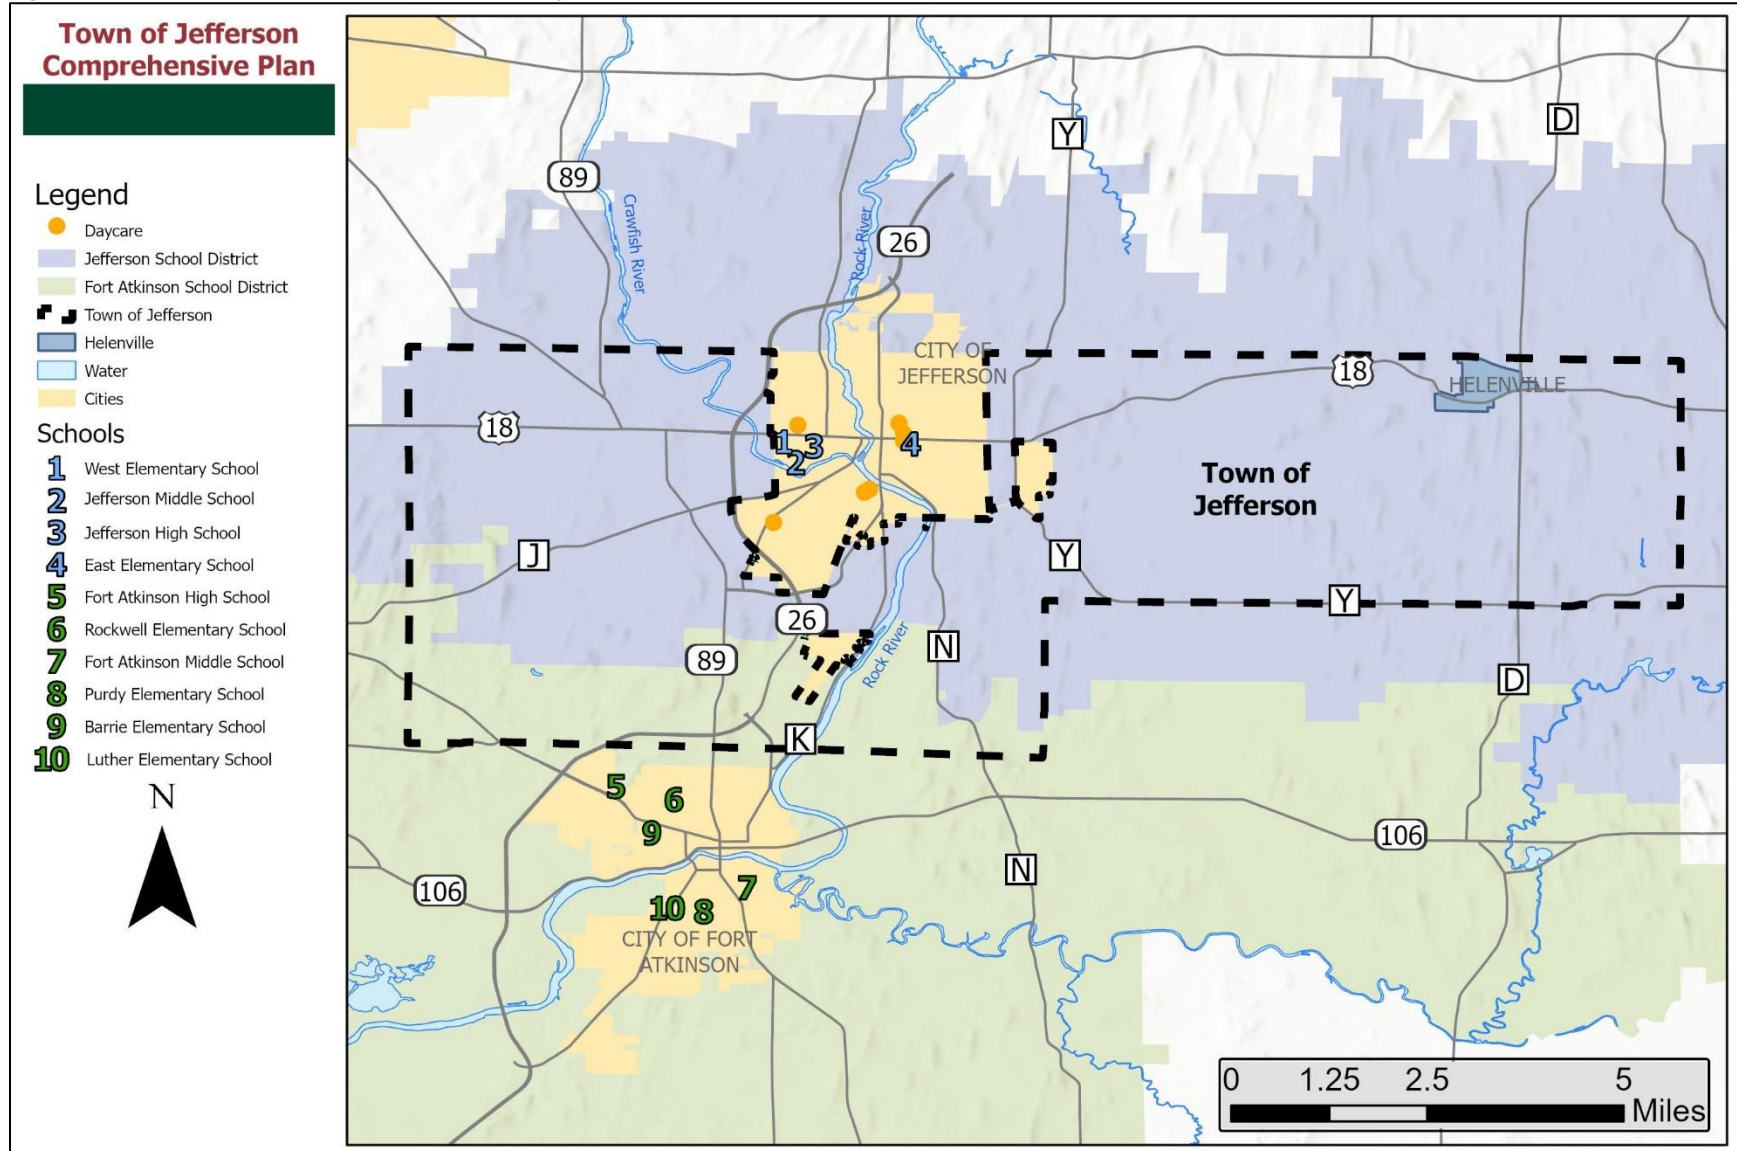 Town of Jefferson
Comprehensive Plan
Legend
Daycare
Jefferson School District
Fort Atkinson School District
Town of Jefferson
Helenville
Water
Cities
Schools
1 West Elementary School
2 Jefferson Middle School
3 Jefferson High School
4 East Elementary School
5 Fort Atkinson High School
6 Rockwell Elementary School
7 Fort Atkinson Middle School
8 Purdy Elementary School
9 Barrie Elementary School
10 Luther Elementary School
N
D
Y
89
Crawfish River
Rock River
26
CITY OF
JEFFERSON
18
HELENVILLE
18
1
2
3
4
Town of
Jefferson
J
Y
Y
26
89
N
Rock River
D
K
5
6
9
106
106
N
7
10
8
CITY OF FORT
ATKINSON
0 1.25 2.5 5
Miles